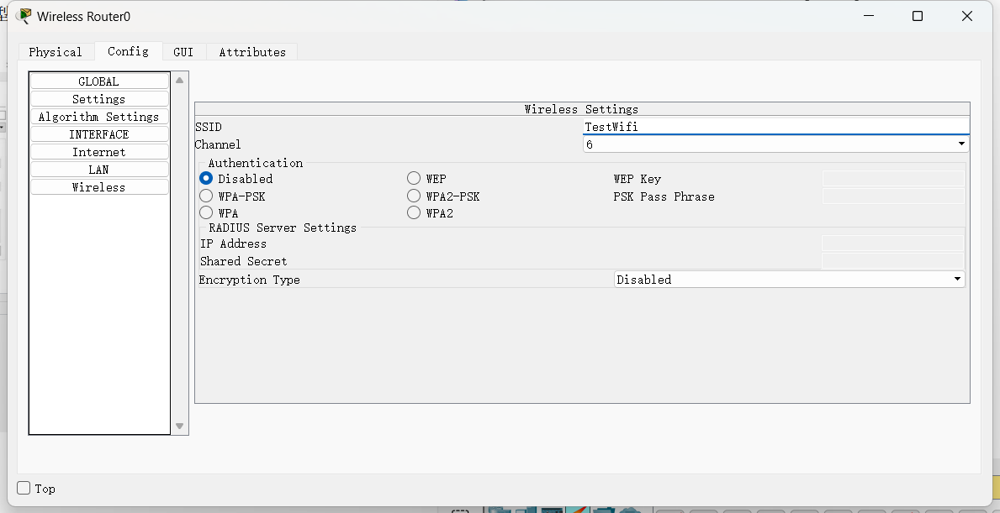 Wireless Router0
Physical Config GUI Attributes
GLOBAL
Settings
Algorithm Settings
INTERFACE
Internet
LAN
Wireless
Wireless Settings
SSID TestWifi
Channel 6
Authentication
Disabled WEP WEP Key
WPA-PSK WPA2-PSK PSK Pass Phrase
WPA WPA2
RADIUS Server Settings
IP Address
Shared Secret
Encryption Type Disabled
Top